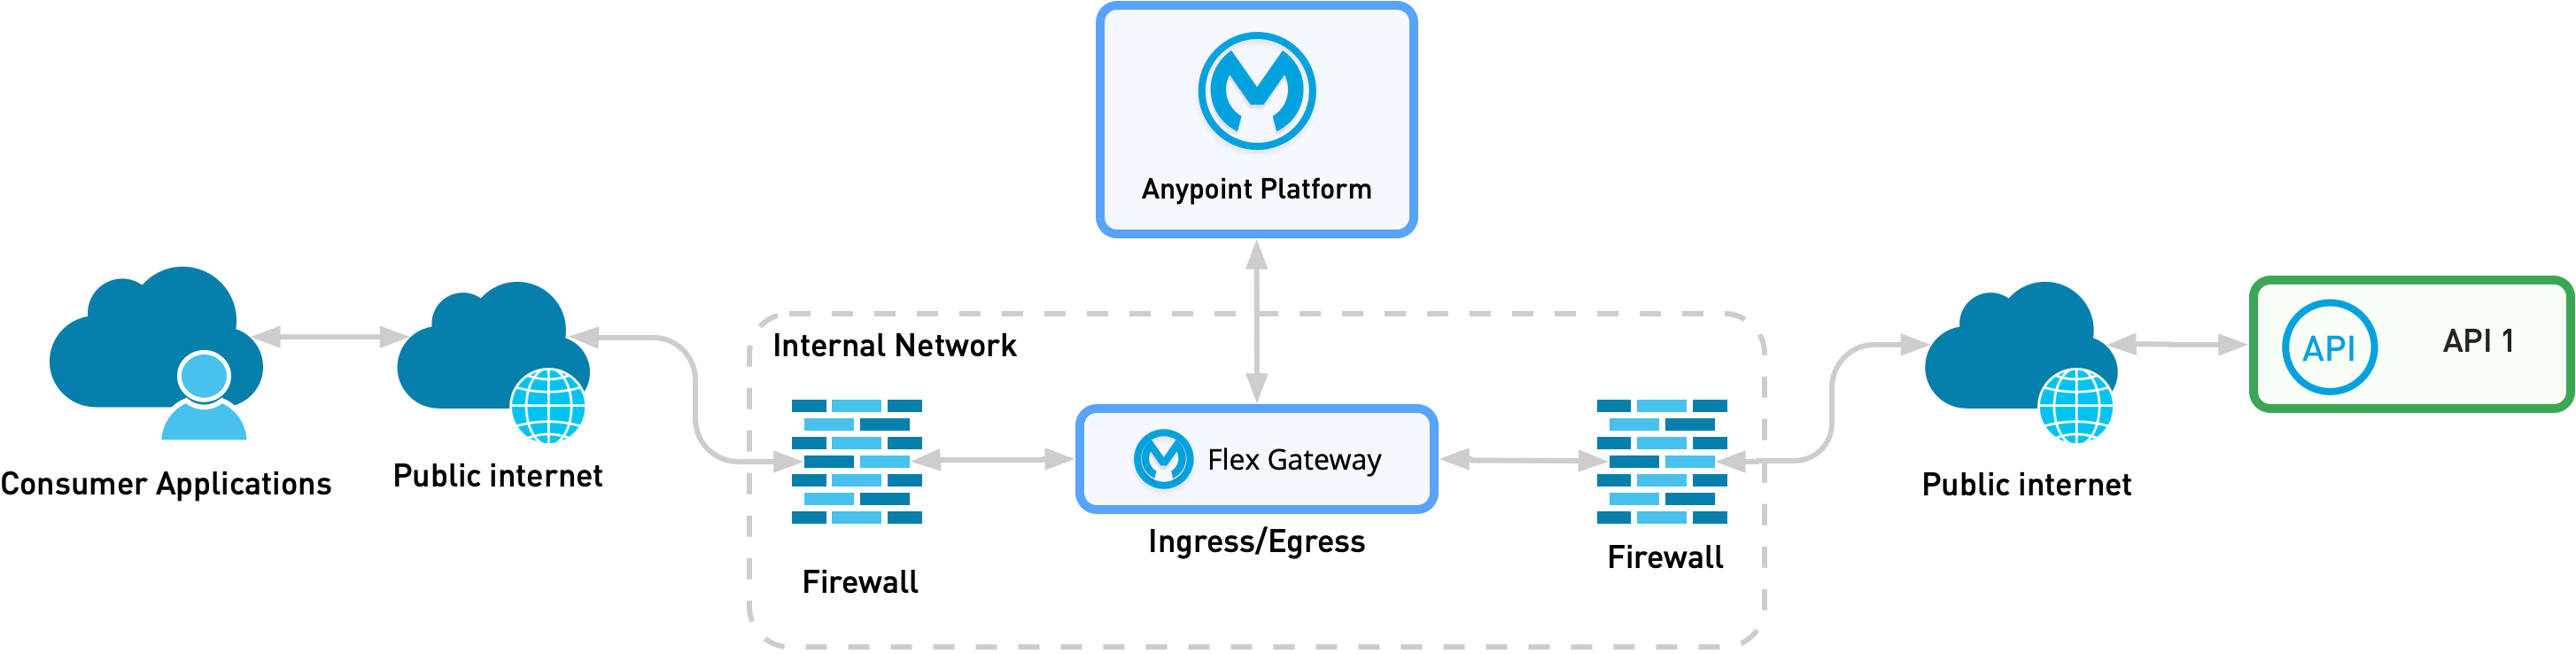 Anypoint Platform
Consumer Applications
Public internet
Internal Network
Firewall
Flex Gateway
Ingress/Egress
Firewall
Public internet
API
API 1